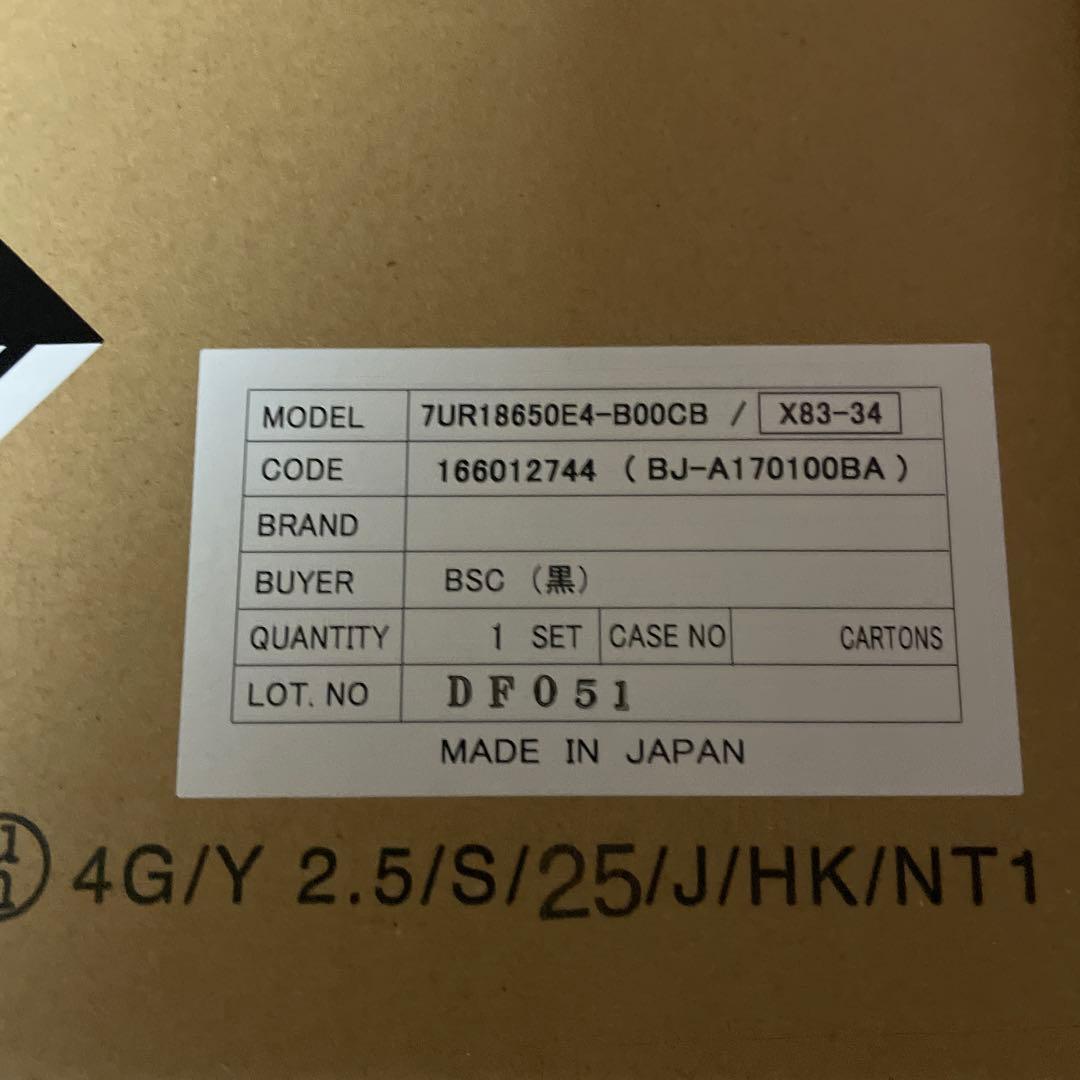 MODEL 7UR18650E4-B00CB / X83-34
CODE 166012744 (BJ-A170100BA)
BRAND
BUYER BSC (黒)
QUANTITY 1 SET CASE NO CARTONS
LOT. NO DF051
MADE IN JAPAN
4G/Y 2.5/S/25/J/HK/NT1